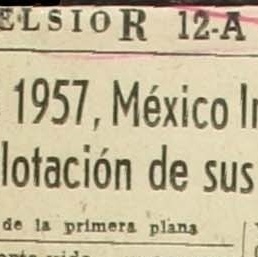 ELSIOR 12-A
1957, México I
lotación de sus
de la primera plana